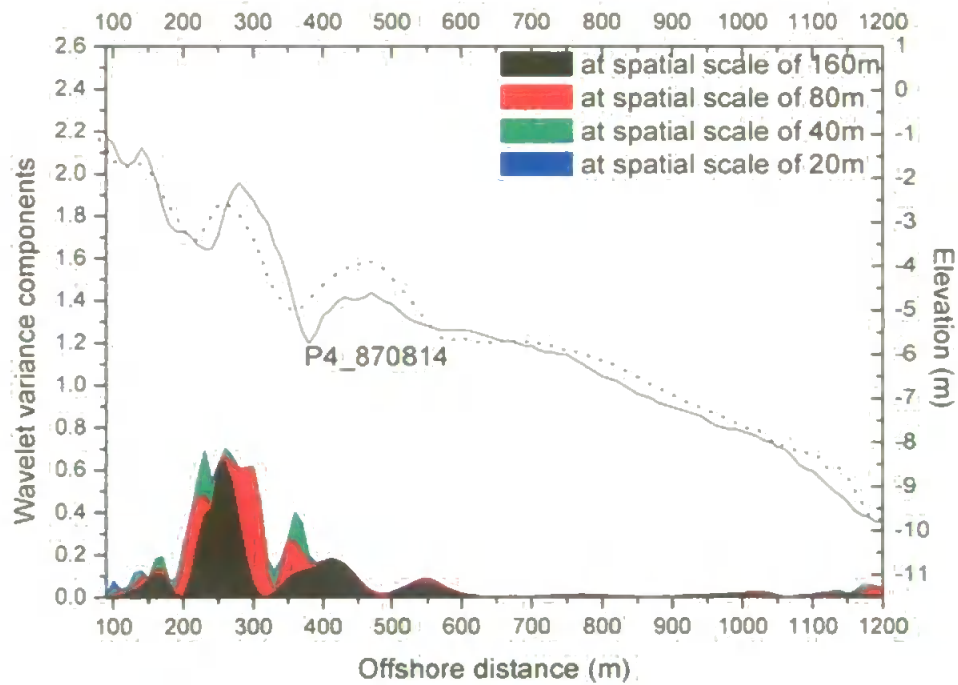 100 200 300 400 500 600 700 800 900 1000 1100 1200
2.6
2.4
2.2
2.0
1.8
1.6
1.4
1.2
1.0
0.8
0.6
0.4
0.2
0.0
Wavelet variance components
at spatial scale of 160m
at spatial scale of 80m
at spatial scale of 40m
at spatial scale of 20m
P4_870814
1
0
-1
-2
-3
-4
-5
-6
-7
-8
-9
-10
-11
Elevation (m)
100 200 300 400 500 600 700 800 900 1000 1100 1200
Offshore distance (m)